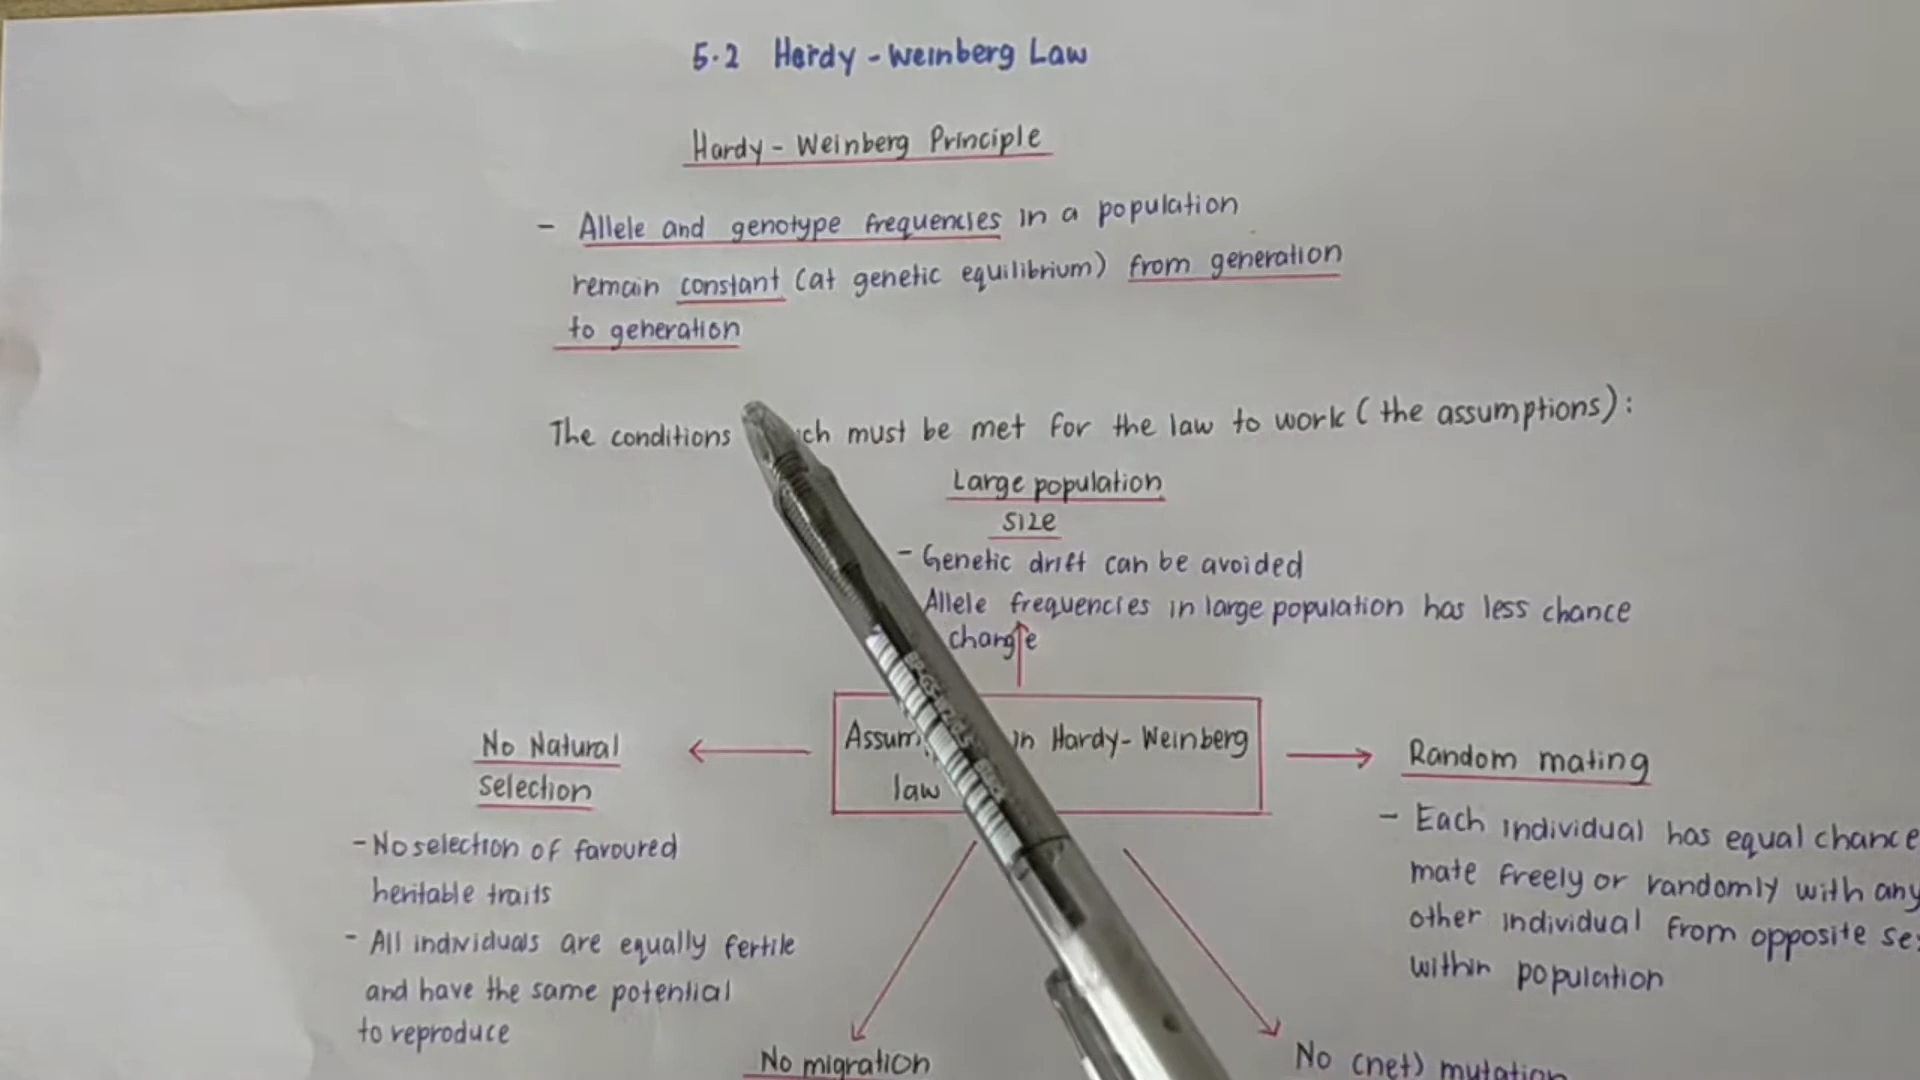 5.2 Hardy-Weinberg Law
Hardy-Weinberg Principle
- Allele and genotype frequencies in a population
remain constant (at genetic equilibrium) from generation
to generation
The conditions must be met for the law to work (the assumptions):
Large population
size
- Genetic drift can be avoided
Allele frequencies in large population has less chance
change
Hardy-Weinberg
law
No Natural
selection
- No selection of favoured
heritable traits
- All individuals are equally fertile
and have the same potential
to reproduce
Random mating
- Each individual has equal chance
mate freely or randomly with any
other individual from opposite
within population
No migration
No (net) mutation